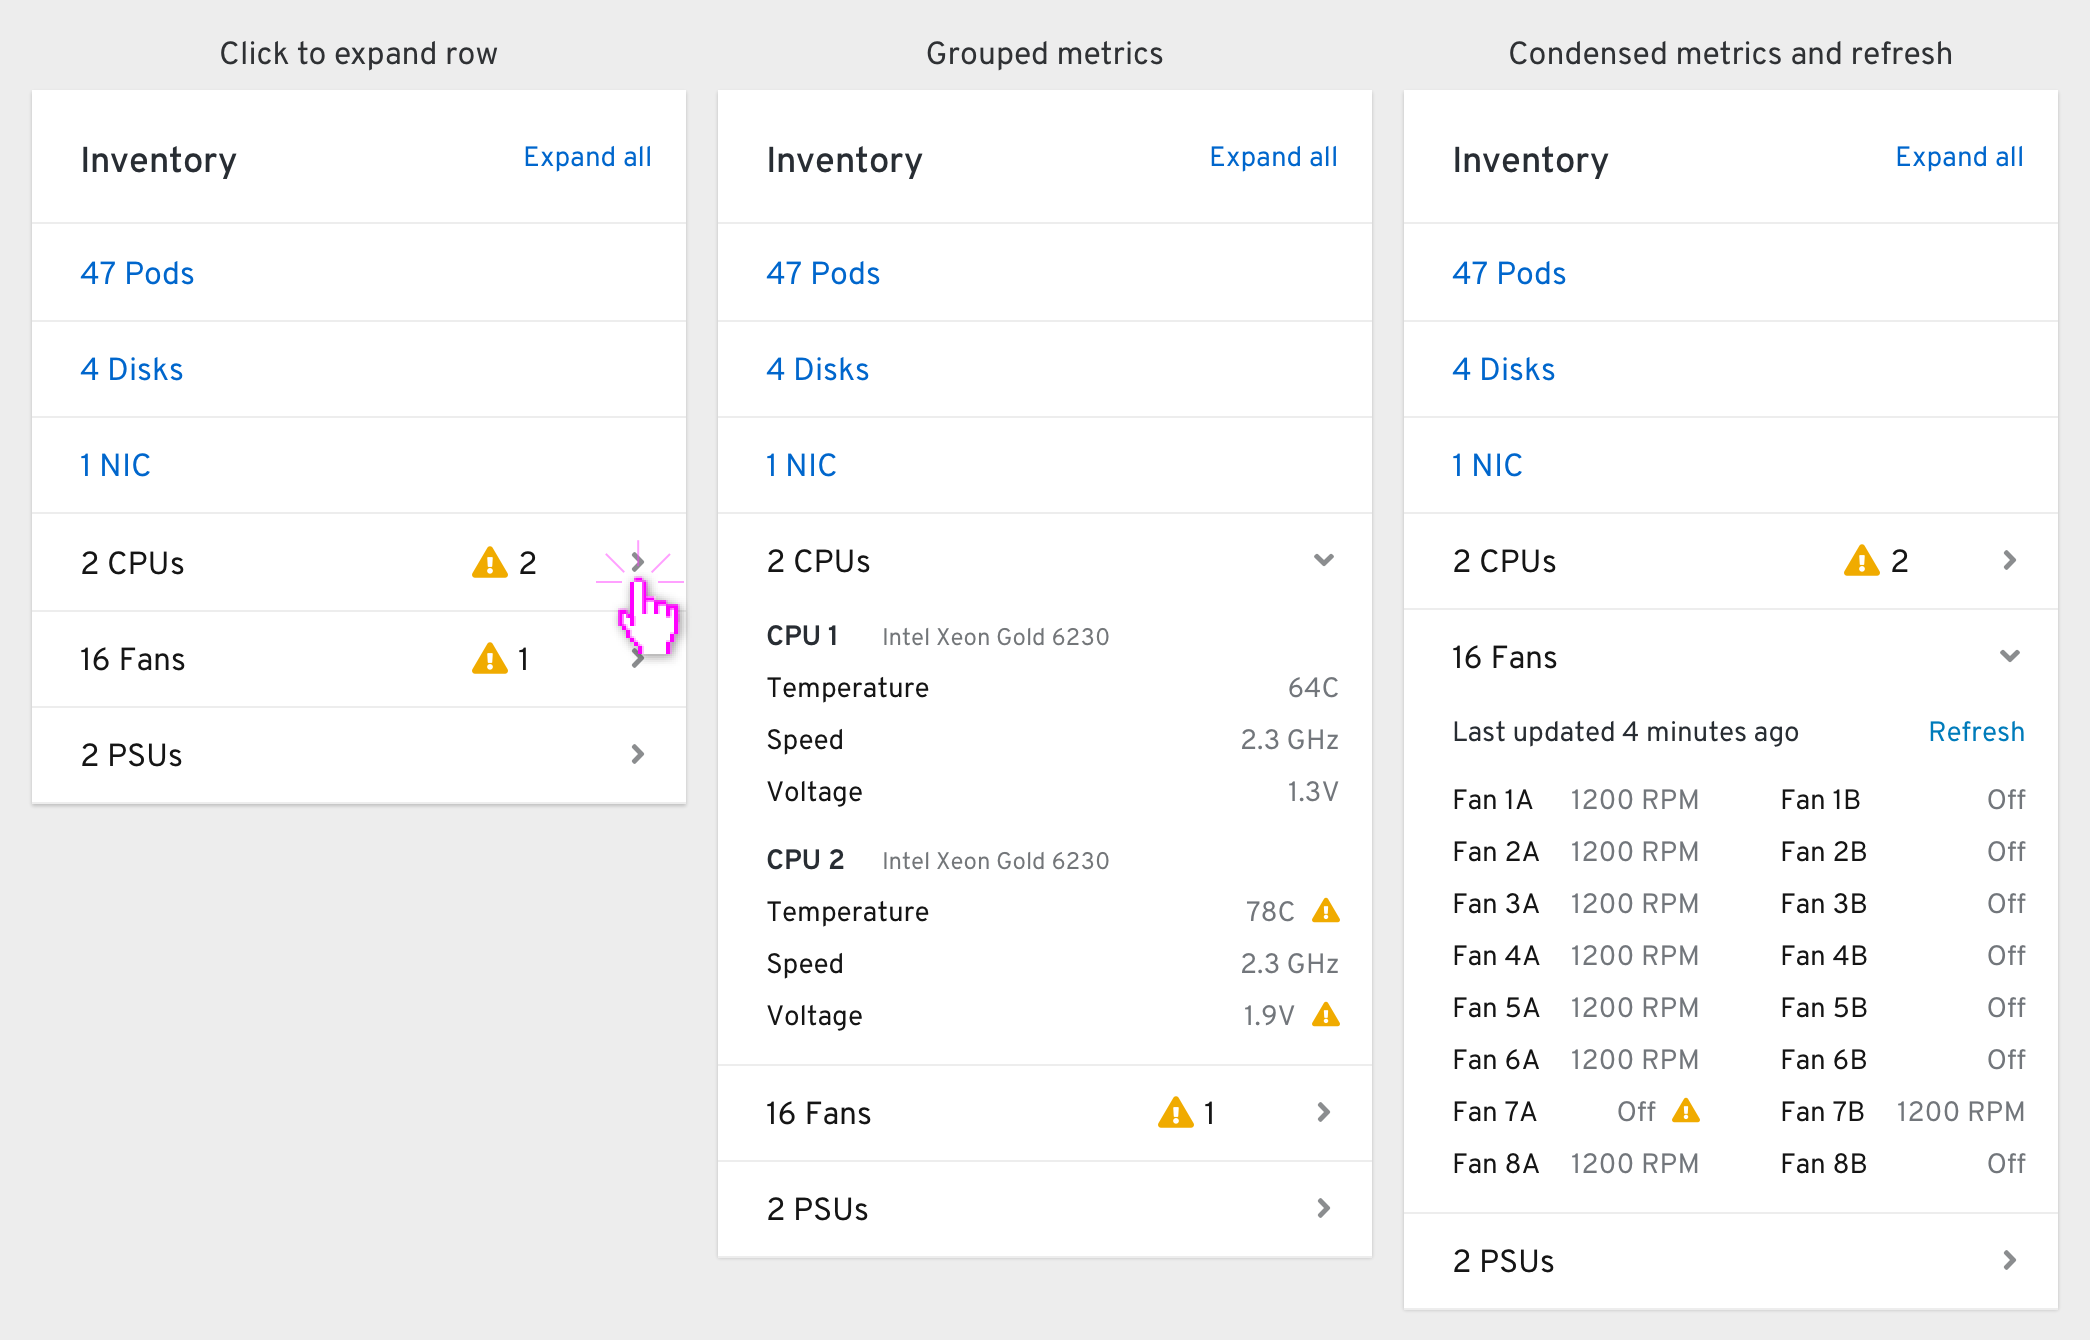 Click to expand row
Inventory
Expand all
47 Pods
4 Disks
1 NIC
2 CPUs 2
16 Fans 1
2 PSUs
Grouped metrics
Inventory
Expand all
47 Pods
4 Disks
1 NIC
2 CPUs
CPU 1 Intel Xeon Gold 6230
Temperature 64C
Speed 2.3 GHz
Voltage 1.3V
CPU 2 Intel Xeon Gold 6230
Temperature 78C
Speed 2.3 GHz
Voltage 1.9V
16 Fans 1
2 PSUs
Condensed metrics and refresh
Inventory
Expand all
47 Pods
4 Disks
1 NIC
2 CPUs 2
16 Fans
Last updated 4 minutes ago Refresh
Fan 1A 1200 RPM Fan 1B Off
Fan 2A 1200 RPM Fan 2B Off
Fan 3A 1200 RPM Fan 3B Off
Fan 4A 1200 RPM Fan 4B Off
Fan 5A 1200 RPM Fan 5B Off
Fan 6A 1200 RPM Fan 6B Off
Fan 7A Off Fan 7B 1200 RPM
Fan 8A 1200 RPM Fan 8B Off
2 PSUs